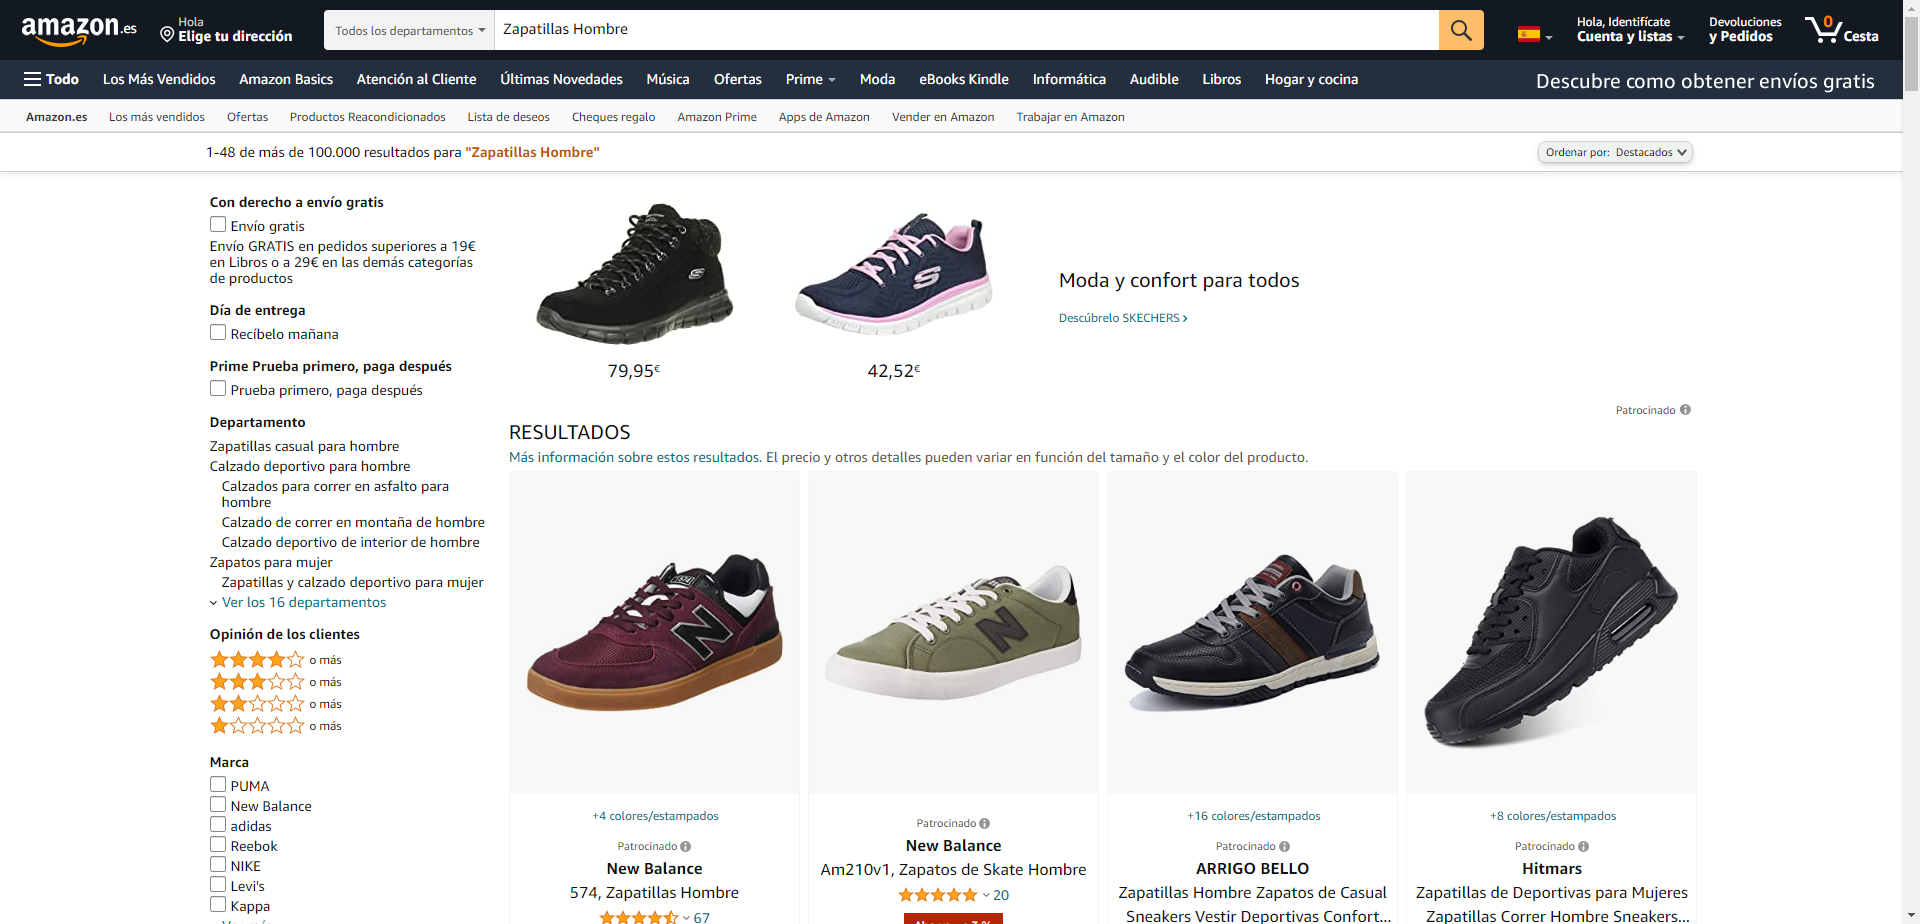 amazon.es
Hola
Elige tu dirección
Todos los departamentos
Zapatillas Hombre
Hola, Identifícate
Cuenta y listas
Devoluciones
y Pedidos
0
Cesta
Todo
Los Más Vendidos
Amazon Basics
Atención al Cliente
Últimas Novedades
Música
Ofertas
Prime
Moda
eBooks Kindle
Informática
Audible
Libros
Hogar y cocina
Descubre como obtener envíos gratis
Amazon.es
Los más vendidos
Ofertas
Productos Reacondicionados
Lista de deseos
Cheques regalo
Amazon Prime
Apps de Amazon
Vender en Amazon
Trabajar en Amazon
1-48 de más de 100.000 resultados para "Zapatillas Hombre"
Ordenar por: Destacados
Con derecho a envío gratis
Envío gratis
Envío GRATIS en pedidos superiores a 19€
en Libros o a 29€ en las demás categorías
de productos
Día de entrega
Recíbelo mañana
Prime Prueba primero, paga después
Prueba primero, paga después
Departamento
Zapatillas casual para hombre
Calzado deportivo para hombre
Calzados para correr en asfalto para
hombre
Calzado de correr en montaña de hombre
Calzado deportivo de interior de hombre
Zapatos para mujer
Zapatillas y calzado deportivo para mujer
Ver los 16 departamentos
Opinión de los clientes
o más
o más
o más
o más
Marca
PUMA
New Balance
adidas
Reebok
NIKE
Levi's
Kappa
79,95€
42,52€
Moda y confort para todos
Descúbrelo SKECHERS
Patrocinado
RESULTADOS
Más información sobre estos resultados. El precio y otros detalles pueden variar en función del tamaño y el color del producto.
+4 colores/estampados
Patrocinado
New Balance
574, Zapatillas Hombre
67
Patrocinado
New Balance
Am210v1, Zapatos de Skate Hombre
20
+16 colores/estampados
Patrocinado
ARRIGO BELLO
Zapatillas Hombre Zapatos de Casual
Sneakers Vestir Deportivas Confort...
+8 colores/estampados
Patrocinado
Hitmars
Zapatillas de Deportivas para Mujeres
Zapatillas Correr Hombre Sneakers...